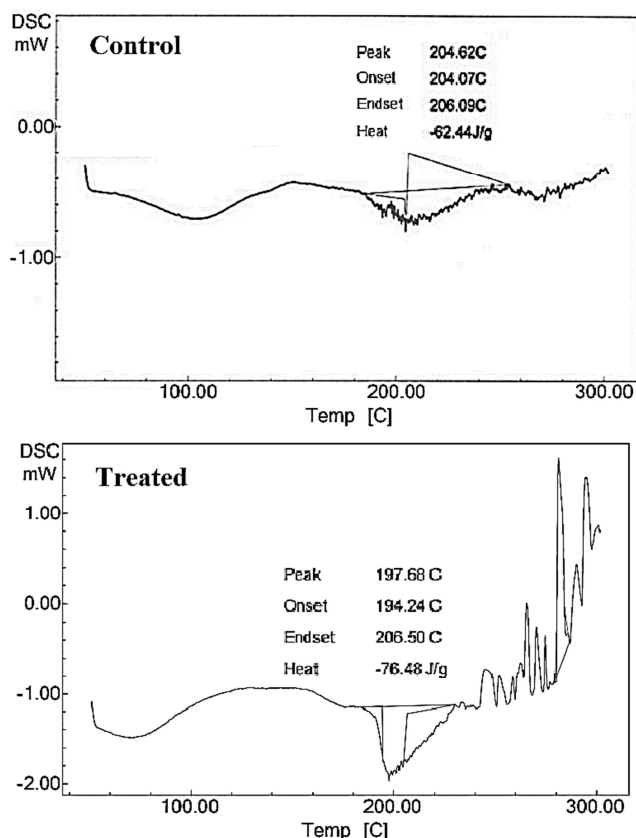 DSC
mW
Control
Peak 204.62C
Onset 204.07C
Endset 206.09C
Heat -62.44J/g
0.00
-1.00
100.00 200.00 300.00
Temp [C]
DSC
mW
Treated
1.00
Peak 197.68 C
Onset 194.24 C
0.00
Endset 206.50 C
Heat -76.48 J/g
-1.00
-2.00
100.00 200.00 300.00
Temp [C]